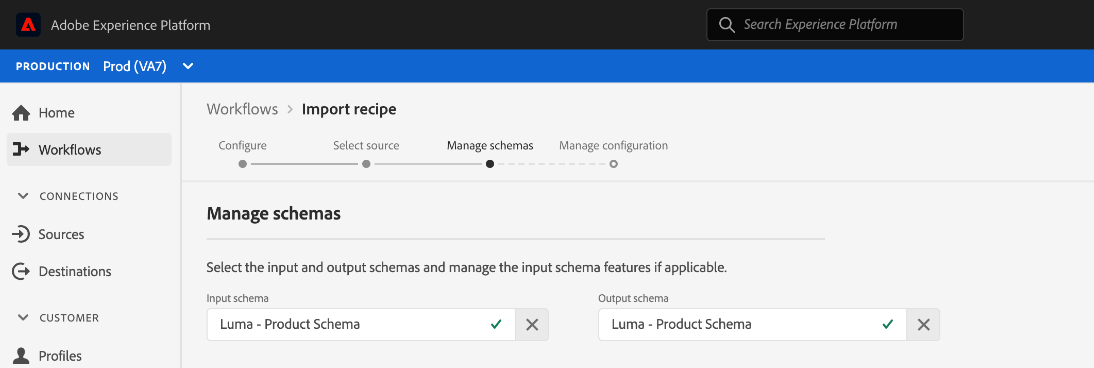 Adobe Experience Platform
Search Experience Platform
PRODUCTION Prod (VA7)
Home
Workflows
CONNECTIONS
Sources
Destinations
CUSTOMER
Profiles
Workflows > Import recipe
Configure Select source Manage schemas Manage configuration
Manage schemas
Select the input and output schemas and manage the input schema features if applicable.
Input schema Output schema
Luma - Product Schema Luma - Product Schema